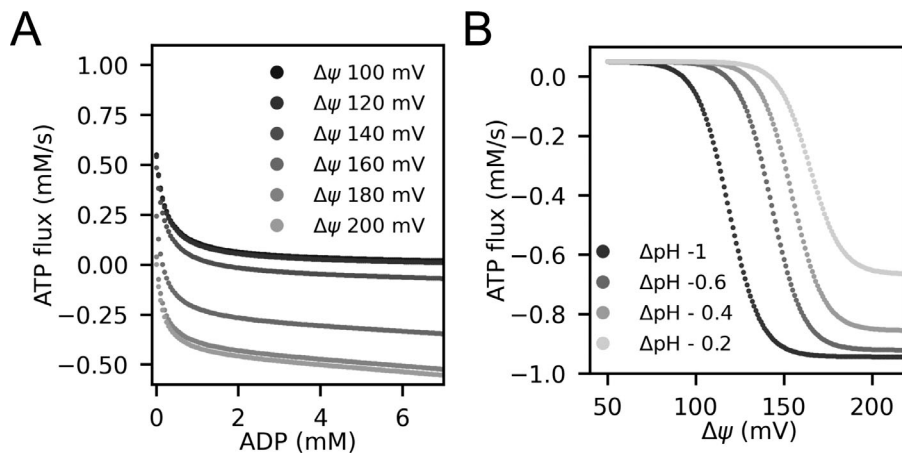 A
1.00
0.75
0.50
0.25
0.00
−0.25
−0.50
ATP flux (mM/s)
0
2
4
6
ADP (mM)
Δψ 100 mV
Δψ 120 mV
Δψ 140 mV
Δψ 160 mV
Δψ 180 mV
Δψ 200 mV
B
0.0
−0.2
−0.4
−0.6
−0.8
−1.0
ATP flux (mM/s)
50
100
150
200
Δψ (mV)
ΔpH -1
ΔpH -0.6
ΔpH - 0.4
ΔpH - 0.2